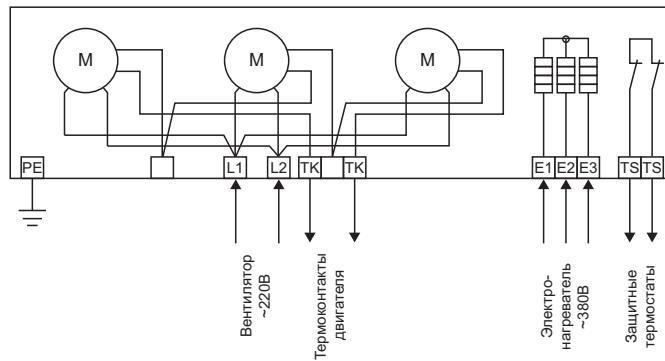 M
M
M
PE
L1
L2
TK
TK
E1
E2
E3
TS
TS
Вентилятор
~220В
Термоконтакты
двигателя
Электро-
нагреватель
~380В
Защитные
термостаты